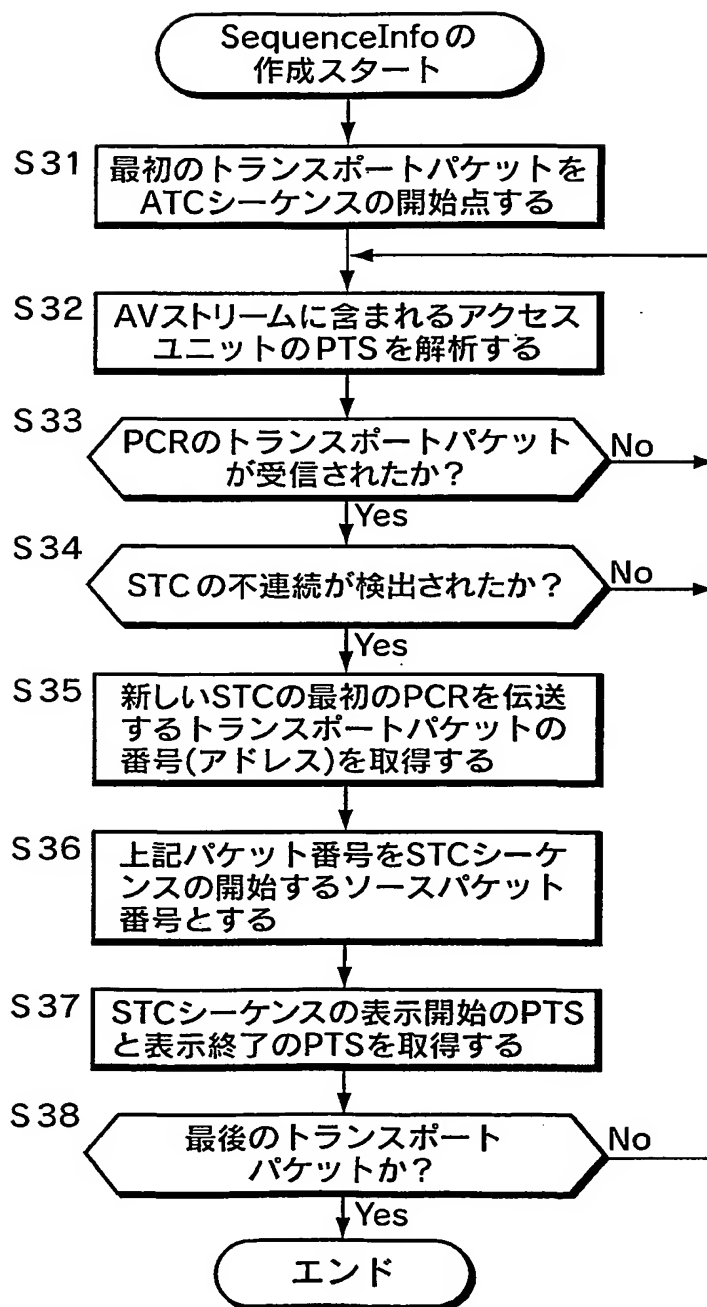 SequenceInfoの
作成スタート
S31
最初のトランスポートパケットを
ATCシーケンスの開始点する
S32
AVストリームに含まれるアクセス
ユニットのPTSを解析する
S33
PCRのトランスポートパケット
が受信されたか?
No
Yes
S34
STCの不連続が検出されたか?
No
Yes
S35
新しいSTCの最初のPCRを伝送
するトランスポートパケットの
番号(アドレス)を取得する
S36
上記パケット番号をSTCシーケ
ンスの開始するソースパケット
番号とする
S37
STCシーケンスの表示開始のPTS
と表示終了のPTSを取得する
S38
最後のトランスポート
パケットか?
No
Yes
エンド